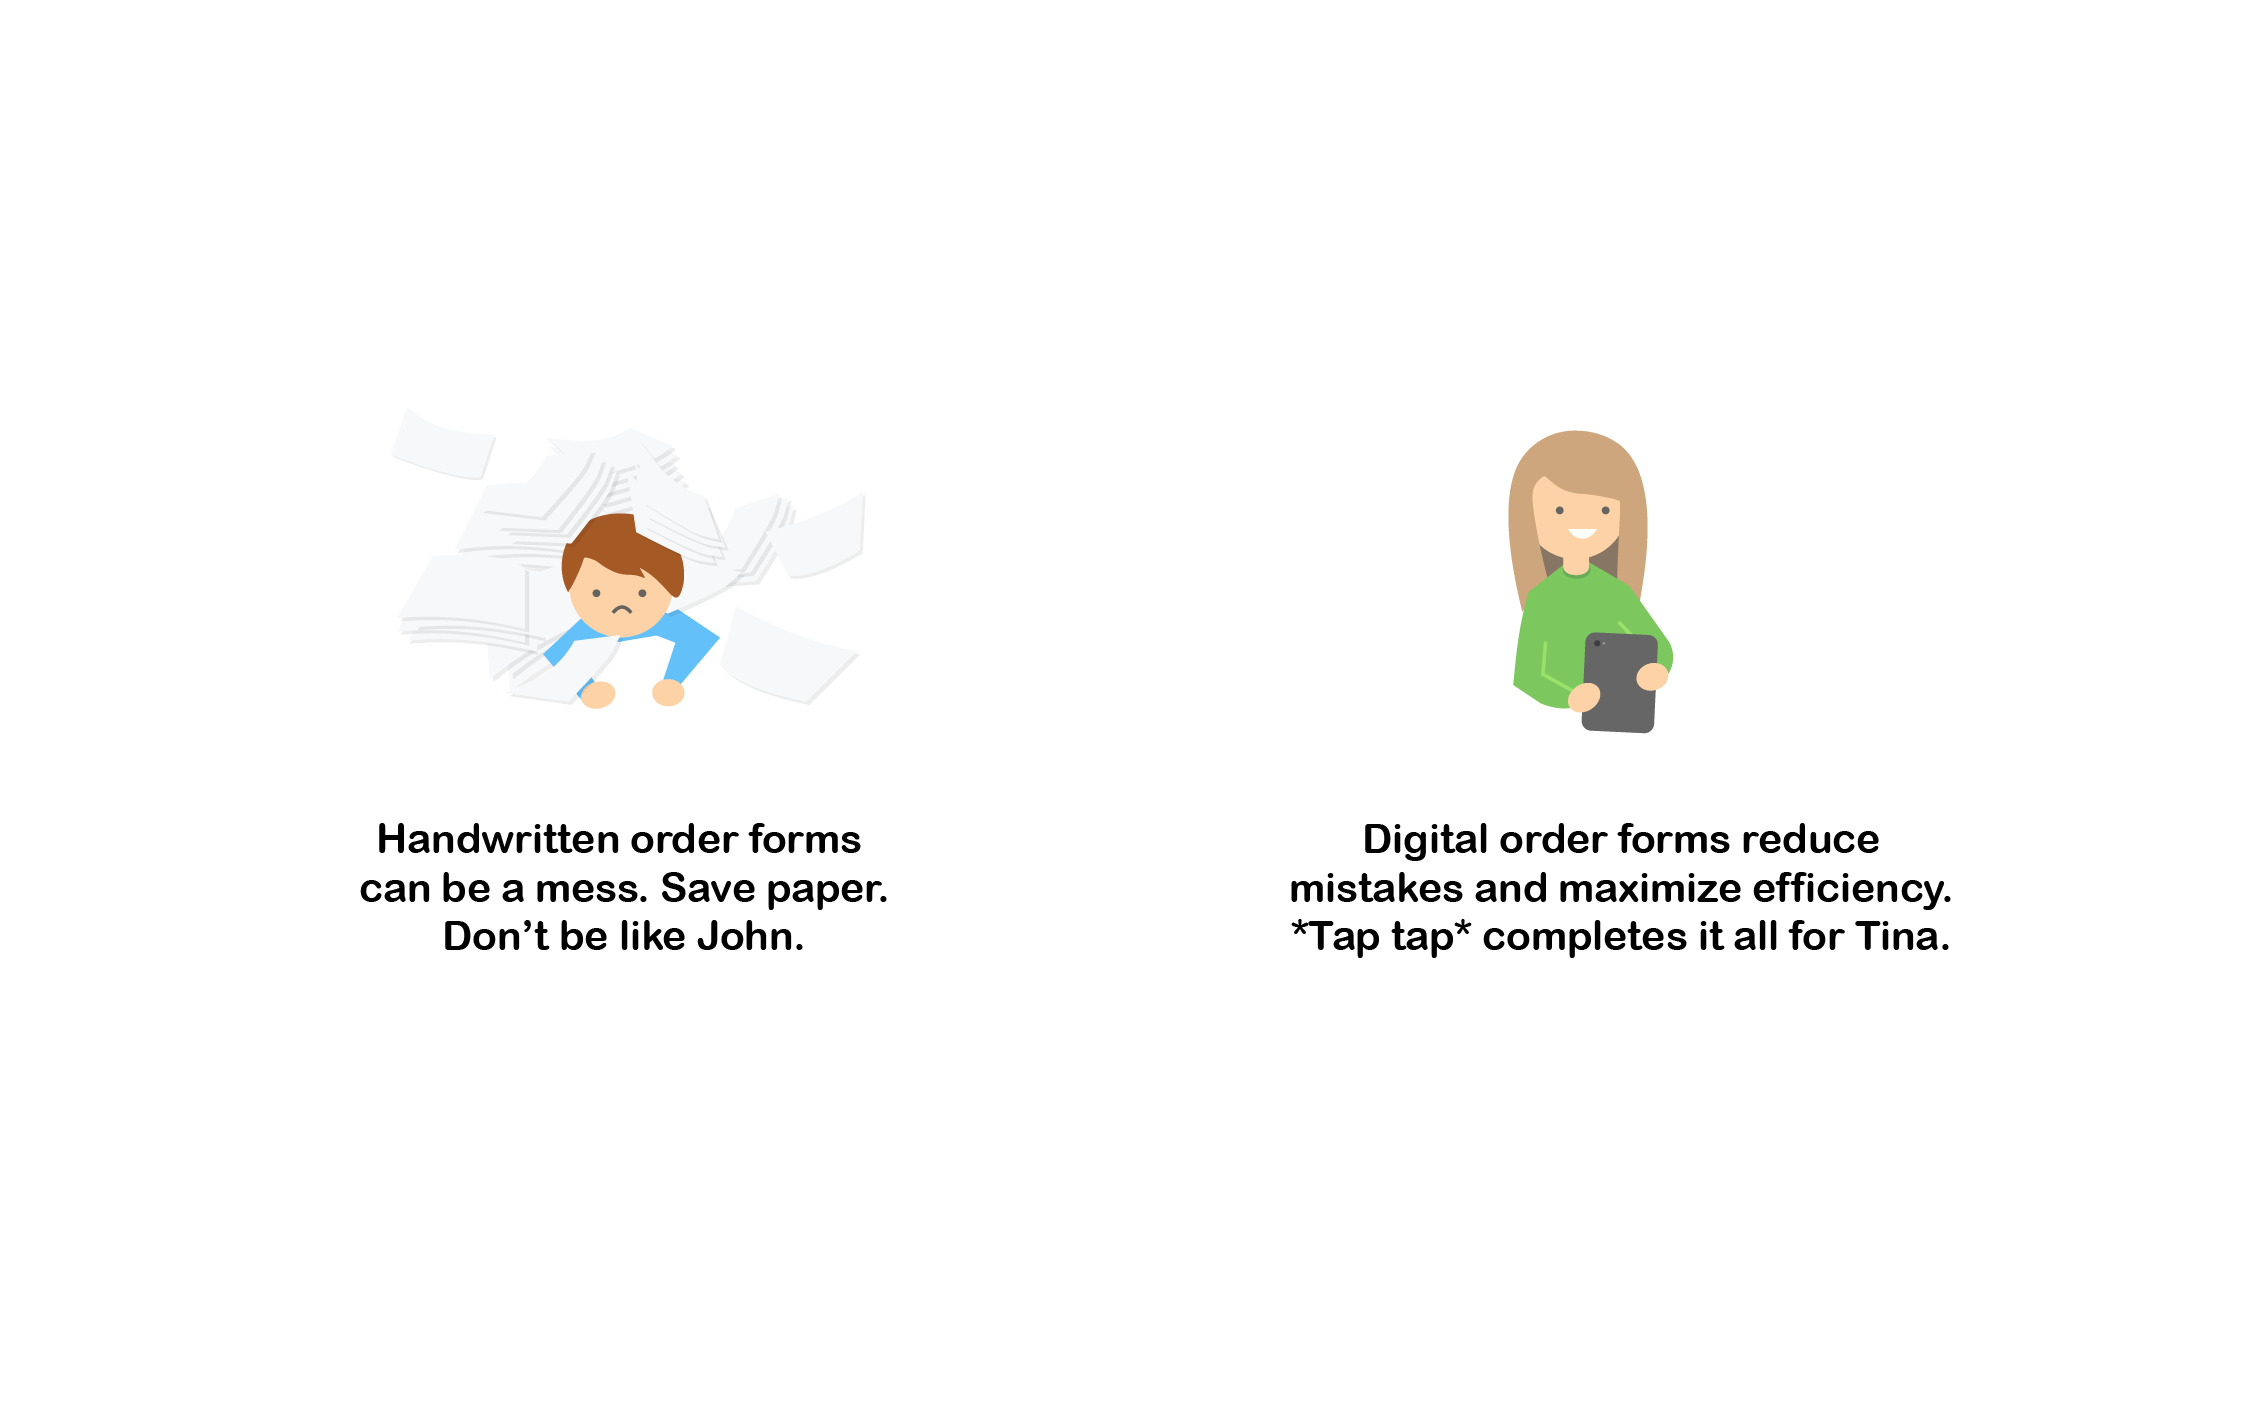 Handwritten order forms
can be a mess. Save paper.
Don’t be like John.
Digital order forms reduce
mistakes and maximize efficiency.
*Tap tap* completes it all for Tina.